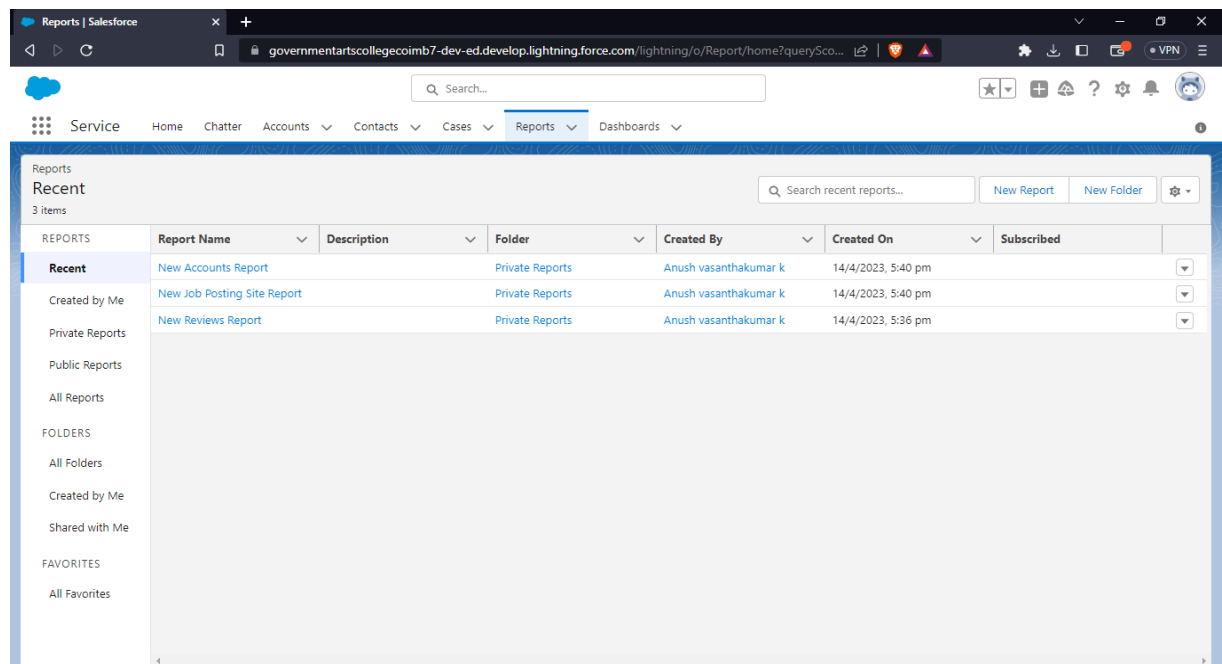 Reports | Salesforce
governmentartscollegecoimb7-dev-ed.develop.lightning.force.com/lightning/o/Report/home?querySco...
VPN
Search...
Service Home Chatter Accounts Contacts Cases Reports Dashboards
Reports
Recent
3 items
Search recent reports...
New Report New Folder
REPORTS Report Name Description Folder Created By Created On Subscribed
Recent New Accounts Report Private Reports Anush vasanthakumar k 14/4/2023, 5:40 pm
New Job Posting Site Report Private Reports Anush vasanthakumar k 14/4/2023, 5:40 pm
Created by Me
New Reviews Report Private Reports Anush vasanthakumar k 14/4/2023, 5:36 pm
Private Reports
Public Reports
All Reports
FOLDERS
All Folders
Created by Me
Shared with Me
FAVORITES
All Favorites